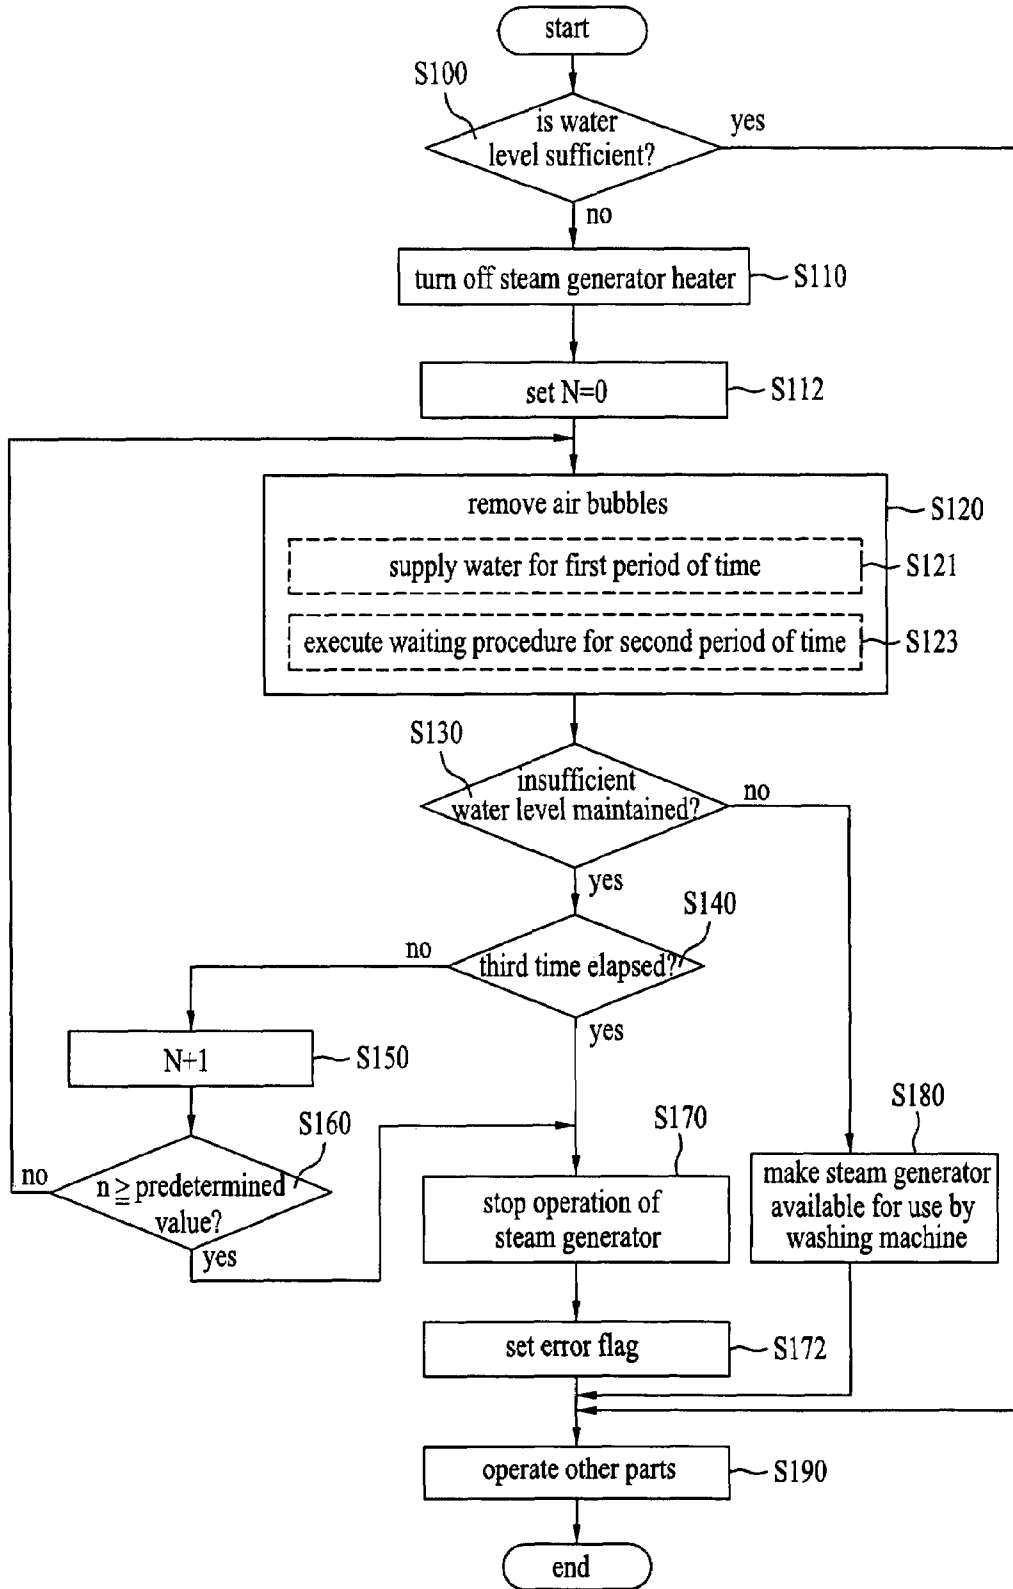 start
S100
is water
level sufficient?
yes
no
turn off steam generator heater
S110
set N=0
S112
remove air bubbles
S120
supply water for first period of time
S121
execute waiting procedure for second period of time
S123
S130
insufficient
water level maintained?
no
yes
S140
third time elapsed?
no
yes
N+1
S150
S160
n ≧ predetermined
value?
no
yes
S170
stop operation of
steam generator
S180
make steam generator
available for use by
washing machine
set error flag
S172
operate other parts
S190
end